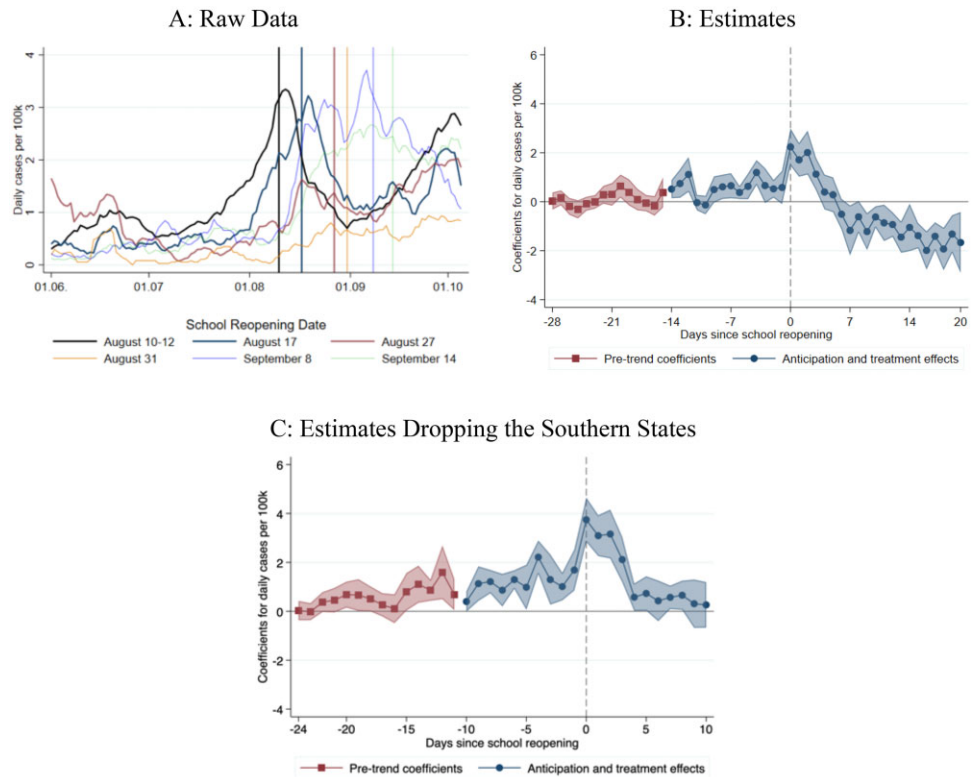 A: Raw Data
Daily cases per 100k
4
3
2
1
0
01.06.
01.07
01.08
01.09
01.10
School Reopening Date
August 10-12
August 17
August 27
August 31
September 8
September 14
B: Estimates
Coefficients for daily cases per 100k
6
4
2
0
-2
-4
-28
-21
-14
-7
0
7
14
20
Days since school reopening
Pre-trend coefficients
Anticipation and treatment effects
C: Estimates Dropping the Southern States
Coefficients for daily cases per 100k
6
4
2
0
-2
-4
-24
-20
-15
-10
-5
0
5
10
Days since school reopening
Pre-trend coefficients
Anticipation and treatment effects